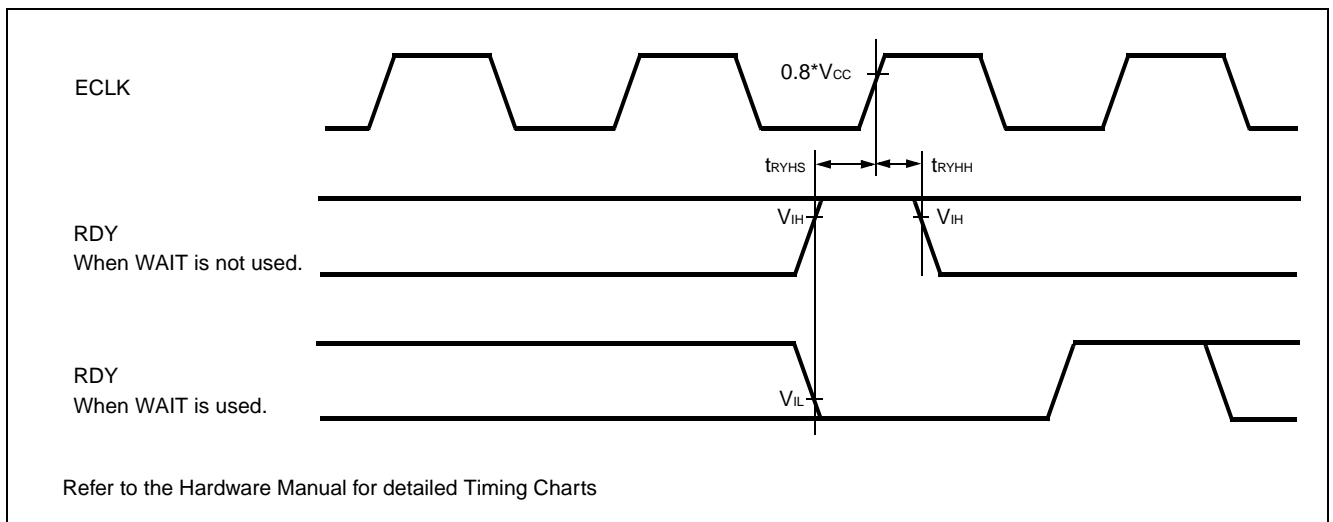 ECLK
0.8*VCC
tRYHS
tRYHH
VIH
VIH
RDY
When WAIT is not used.
RDY
When WAIT is used.
VIL
Refer to the Hardware Manual for detailed Timing Charts